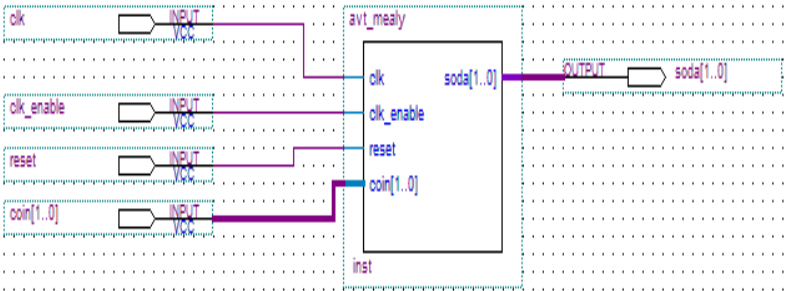 clk INPUT VCC
avt_mealy
clk soda[1..0]
OUTPUT soda[1..0]
clk_enable INPUT VCC
clk_enable
reset INPUT VCC
reset
coin[1..0] INPUT VCC
coin[1..0]
inst